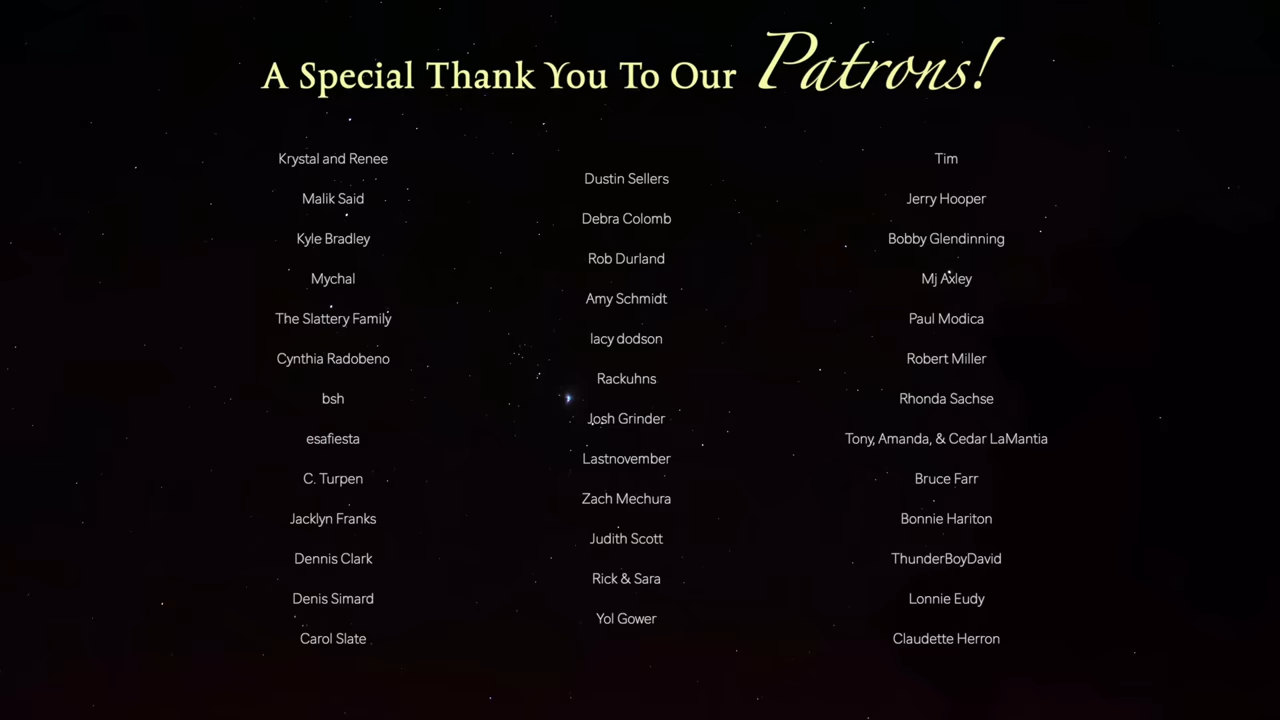 A Special Thank You To Our Patrons!
Krystal and Renee
Malik Said
Kyle Bradley
Mychal
The Slattery Family
Cynthia Radobeno
bsh
esafiesta
C. Turpen
Jacklyn Franks
Dennis Clark
Denis Simard
Carol Slate
Dustin Sellers
Debra Colomb
Rob Durland
Amy Schmidt
lacy dodson
Rackuhns
Josh Grinder
Lastnovember
Zach Mechura
Judith Scott
Rick & Sara
Yol Gower
Tim
Jerry Hooper
Bobby Glendinning
Mj Axley
Paul Modica
Robert Miller
Rhonda Sachse
Tony, Amanda, & Cedar LaMantia
Bruce Farr
Bonnie Hariton
ThunderBoyDavid
Lonnie Eudy
Claudette Herron